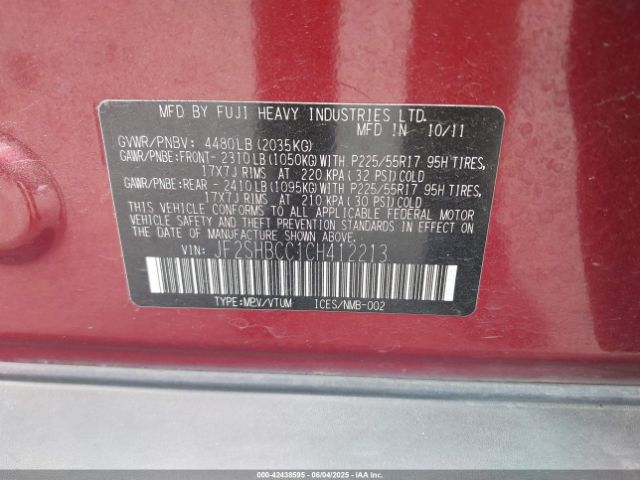 MFD BY FUJI HEAVY INDUSTRIES LTD.
MFD IN 10/11
GVWR/PNBV: 4480LB(2035KG)
GAWR/PNBE:FRONT- 2310LB(1050KG)WITH P225/55R17 95H TIRES,
17X7J RIMS AT 220 KPA(32 PSI)COLD
GAWR/PNBE:REAR - 2410LB(1095KG)WITH P225/55R17 95H TIRES,
17X7J RIMS AT 210 KPA(30 PSI)COLD
THIS VEHICLE CONFORMS TO ALL APPLICABLE FEDERAL MOTOR
VEHICLE SAFETY AND THEFT PREVENTION STANDARDS IN EFFECT ON
THE DATE OF MANUFACTURE SHOWN ABOVE.
VIN: JF2SHBCC1CH412213
TYPE:MPV/VTUM ICES/NMB-002
00-42438595 - 06/04/2025 - IAA